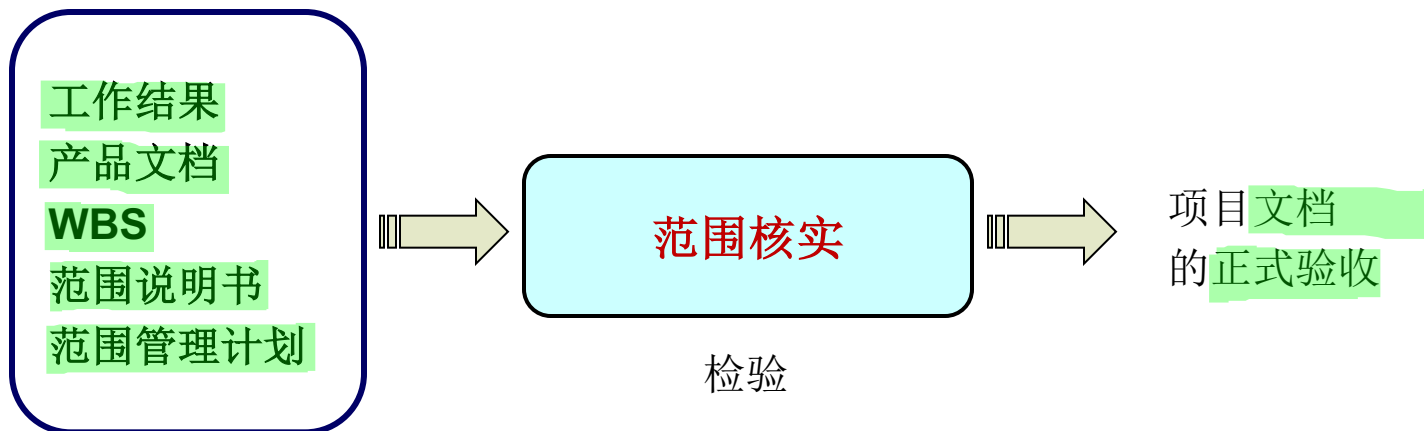 工作结果
产品文档
WBS
范围说明书
范围管理计划
范围核实
检验
项目文档
的正式验收